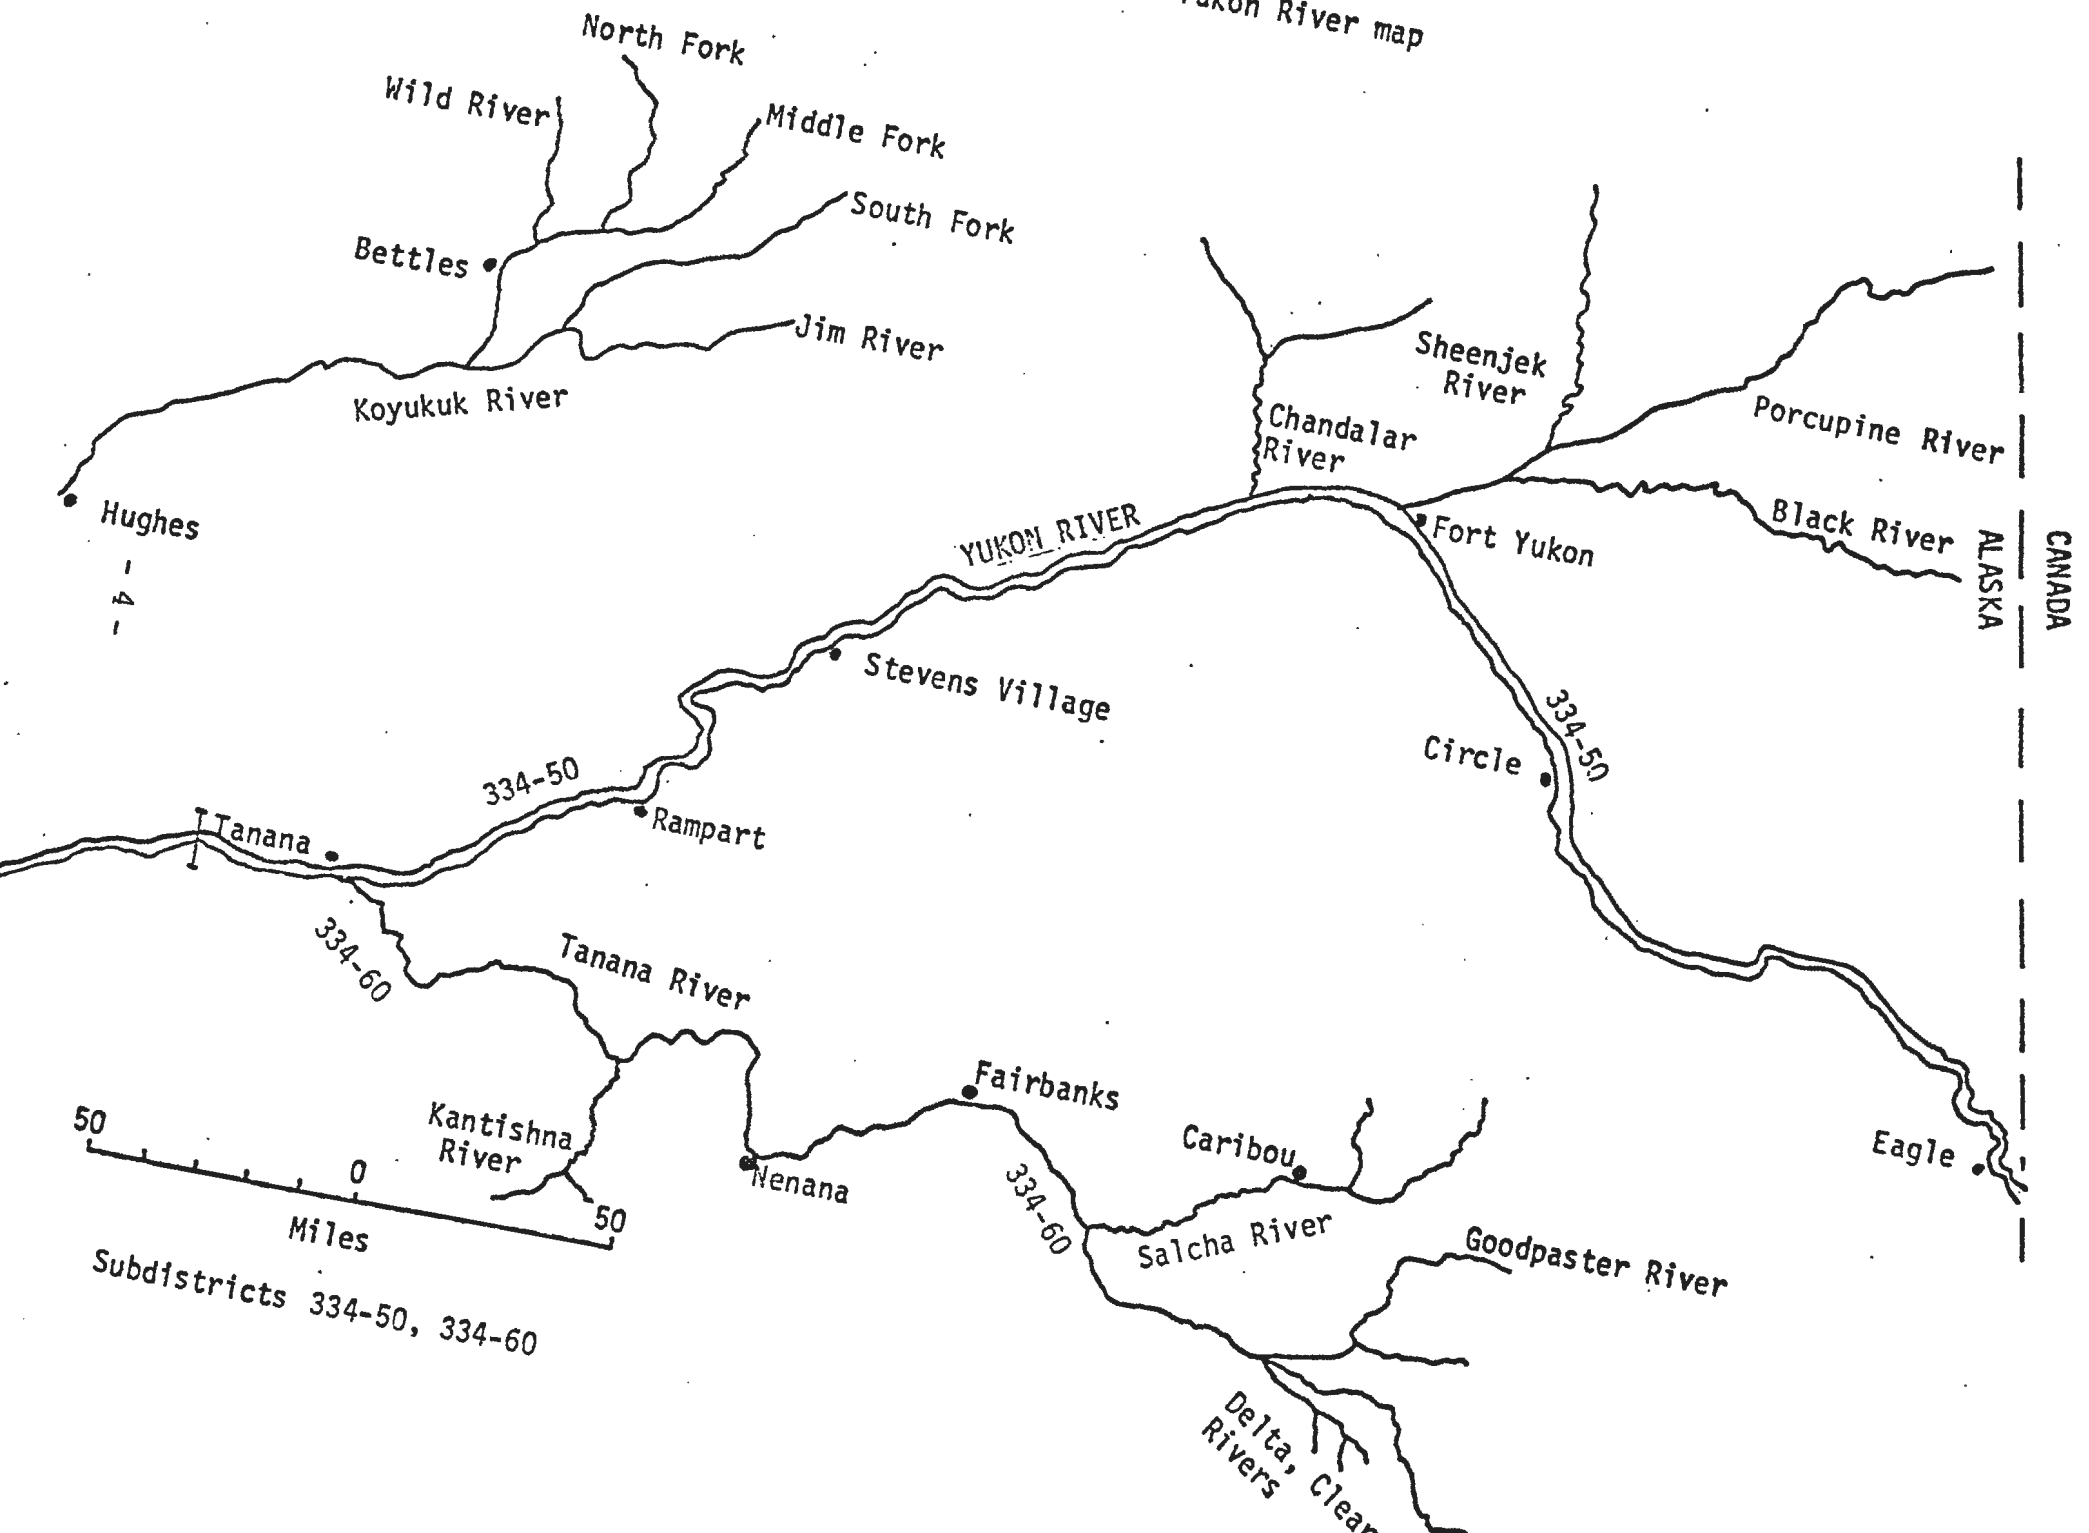 River map
North Fork
Wild River
Middle Fork
South Fork
Bettles
Jim River
Koyukuk River
Hughes
- 4 -
Sheenjek
River
Chandalar
River
Porcupine River
Black River
Fort Yukon
ALASKA
CANADA
YUKON RIVER
Stevens Village
334-50
Circle
334-50
Rampart
Tanana
334-60
Tanana River
Fairbanks
Kantishna
River
Nenana
Caribou
Eagle
334-60
Salcha River
Goodpaster River
50
0
50
Miles
Subdistricts 334-50, 334-60
Delta, Clear
Rivers